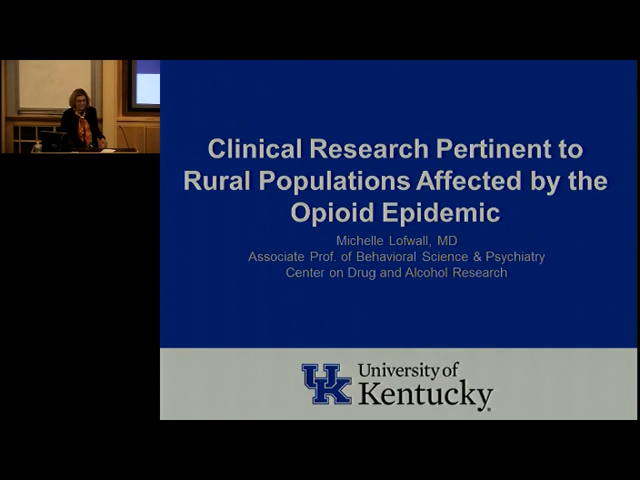 Clinical Research Pertinent to
Rural Populations Affected by the
Opioid Epidemic
Michelle Lofwall, MD
Associate Prof. of Behavioral Science & Psychiatry
Center on Drug and Alcohol Research
UK
University of
Kentucky